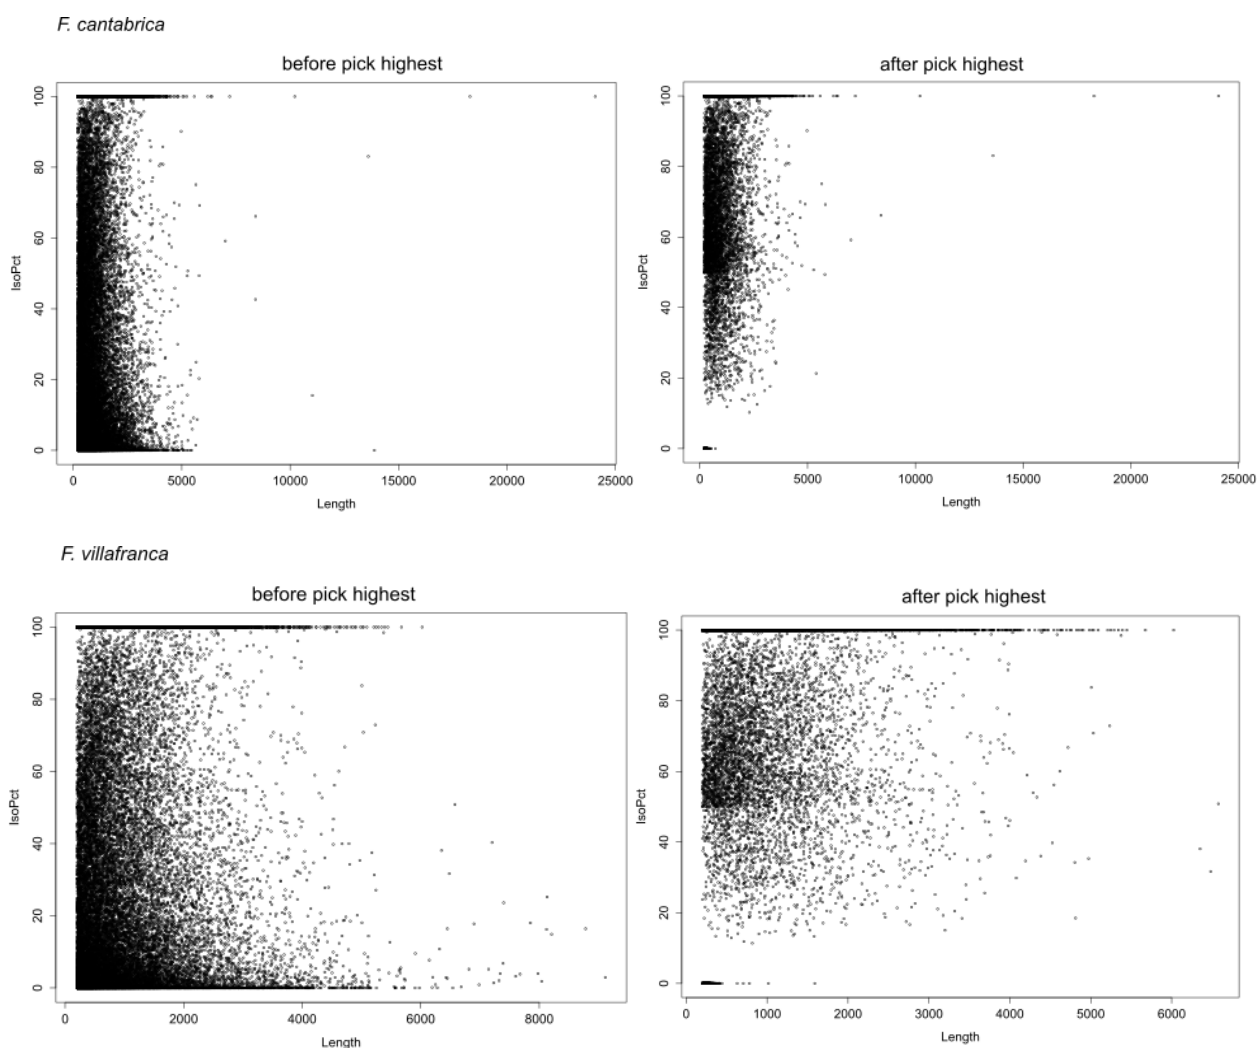 F. cantabrica
before pick highest
after pick highest
100
80
60
40
20
0
IsoPct
0 5000 10000 15000 20000 25000
Length
100
80
60
40
20
0
IsoPct
0 5000 10000 15000 20000 25000
Length
F. villafranca
before pick highest
after pick highest
100
80
60
40
20
0
IsoPct
0 2000 4000 6000 8000
Length
100
80
60
40
20
0
IsoPct
0 1000 2000 3000 4000 5000 6000
Length